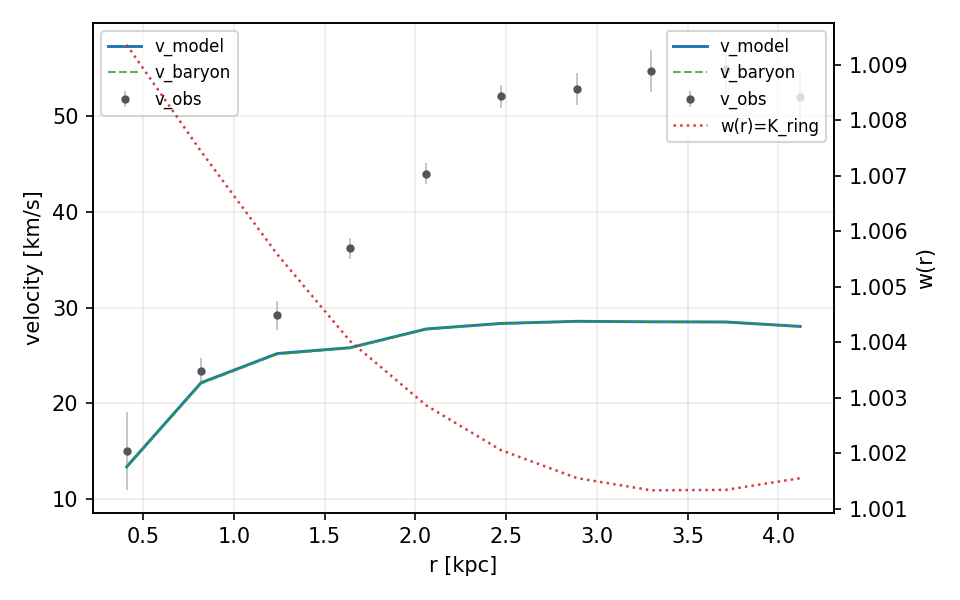 v_model
v_baryon
v_obs
v_model
v_baryon
v_obs
w(r)=K_ring
50
40
30
20
10
velocity [km/s]
1.009
1.008
1.007
1.006
1.005
1.004
1.003
1.002
1.001
w(r)
0.5
1.0
1.5
2.0
2.5
3.0
3.5
4.0
r [kpc]